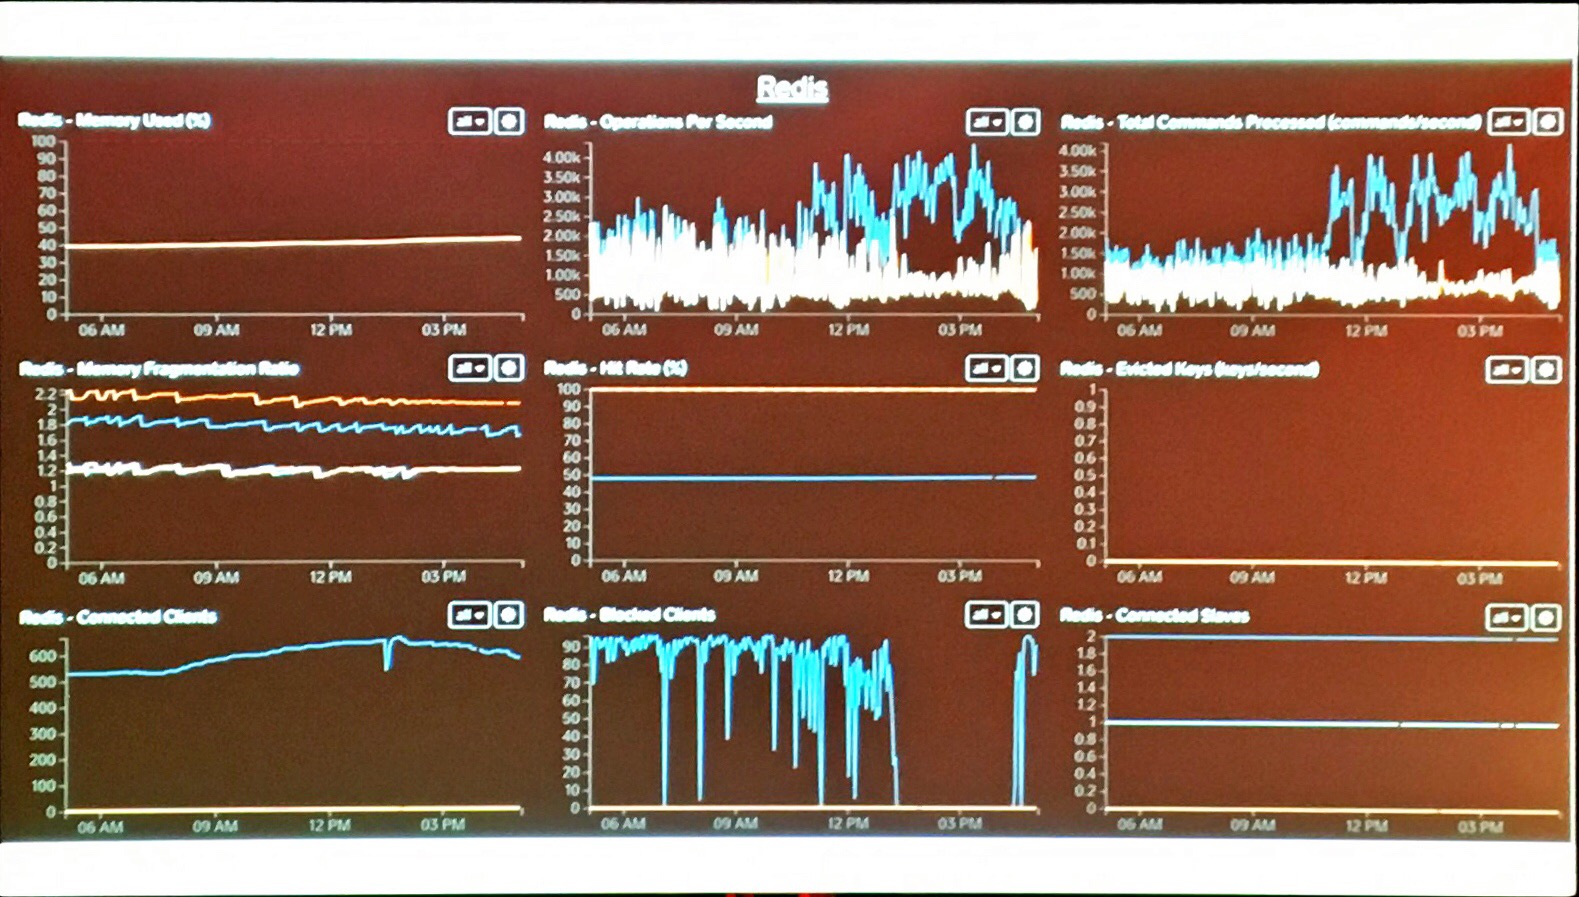 Redis
Redis - Memory Used (%)
all
100
90
80
70
60
50
40
30
20
10
0
06 AM 09 AM 12 PM 03 PM
Redis - Operations Per Second
all
4.00k
3.50k
3.00k
2.50k
2.00k
1.50k
1.00k
500
0
06 AM 09 AM 12 PM 03 PM
Redis - Total Commands Processed (commands/second)
all
4.00k
3.50k
3.00k
2.50k
2.00k
1.50k
1.00k
500
0
06 AM 09 AM 12 PM 03 PM
Redis - Memory Fragmentation Ratio
all
2.2
2
1.8
1.6
1.4
1.2
1
0.8
0.6
0.4
0.2
0
06 AM 09 AM 12 PM 03 PM
Redis - Hit Rate (%)
all
100
90
80
70
60
50
40
30
20
10
0
06 AM 09 AM 12 PM 03 PM
Redis - Evicted Keys (keys/second)
all
1
0.9
0.8
0.7
0.6
0.5
0.4
0.3
0.2
0.1
0
06 AM 09 AM 12 PM 03 PM
Redis - Connected Clients
all
600
500
400
300
200
100
0
06 AM 09 AM 12 PM 03 PM
Redis - Blocked Clients
all
90
80
70
60
50
40
30
20
10
0
06 AM 09 AM 12 PM 03 PM
Redis - Connected Slaves
all
2
1.8
1.6
1.4
1.2
1
0.8
0.6
0.4
0.2
0
06 AM 09 AM 12 PM 03 PM